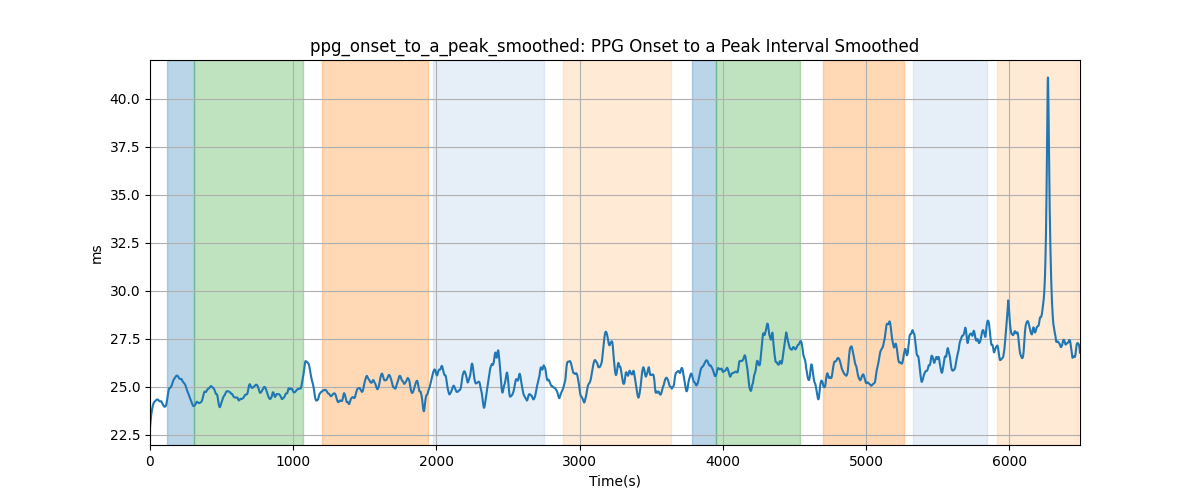 ppg_onset_to_a_peak_smoothed: PPG Onset to a Peak Interval Smoothed
40.0
37.5
35.0
32.5
30.0
27.5
25.0
22.5
ms
0 1000 2000 3000 4000 5000 6000
Time(s)